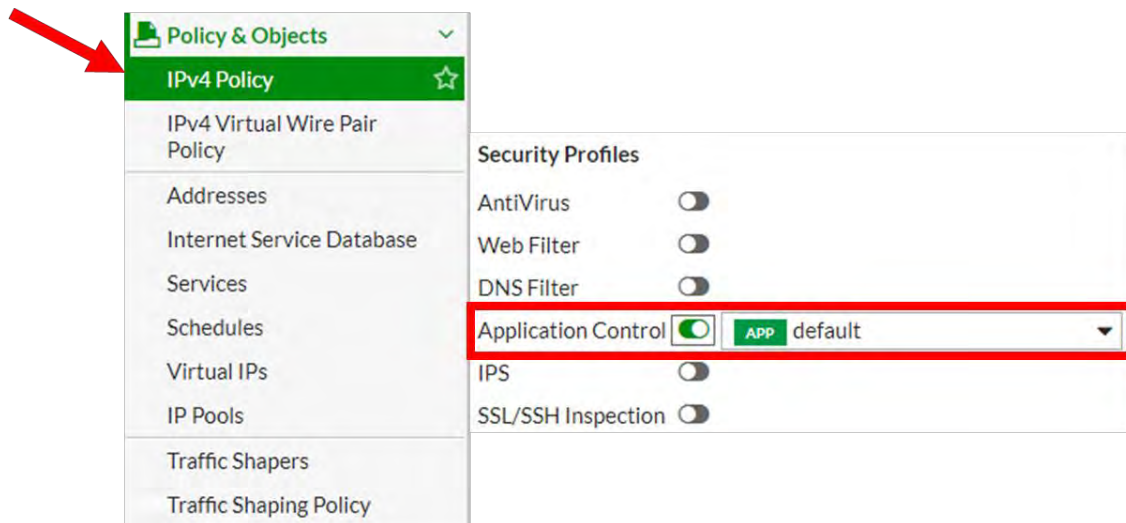 Policy & Objects
IPv4 Policy
IPv4 Virtual Wire Pair
Policy
Addresses
Internet Service Database
Services
Schedules
Virtual IPs
IP Pools
Traffic Shapers
Traffic Shaping Policy
Security Profiles
AntiVirus
Web Filter
DNS Filter
Application Control APP default
IPS
SSL/SSH Inspection